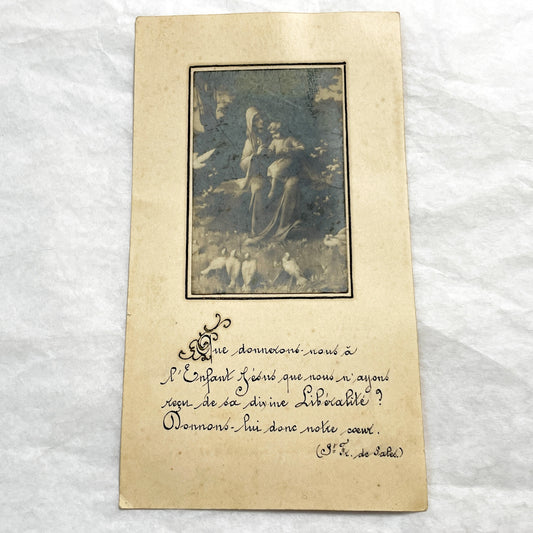 Que donnerons-nous à
l'Enfant Jésus que nous n'ayons
reçu de sa divine Libéralité ?
Donnons-lui donc notre cœur.
(St Fr. de Sales.)